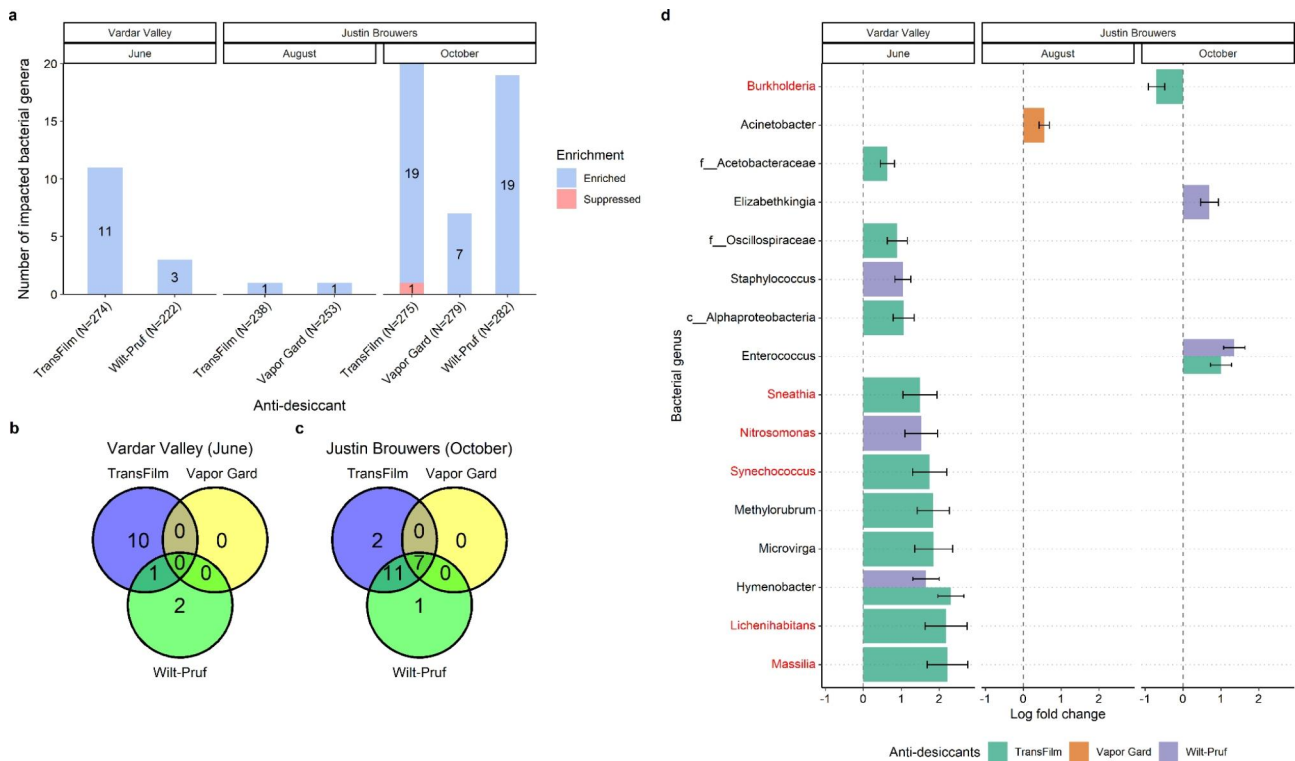 a
Vardar Valley
Justin Brouwers
June
August
October
Number of impacted bacterial genera
20
15
10
5
0
11
3
1
1
19
1
7
19
TransFilm (N=274)
Wilt-Pruf (N=222)
TransFilm (N=238)
Vapor Gard (N=253)
TransFilm (N=275)
Vapor Gard (N=279)
Wilt-Pruf (N=282)
Anti-desiccant
Enrichment
Enriched
Suppressed
b
Vardar Valley (June)
TransFilm
Vapor Gard
10
0
0
0
1
0
2
Wilt-Pruf
c
Justin Brouwers (October)
TransFilm
Vapor Gard
2
0
0
7
11
0
1
Wilt-Pruf
d
Vardar Valley
Justin Brouwers
June
August
October
Bacterial genus
Burkholderia
Acinetobacter
f__Acetobacteraceae
Elizabethkingia
f__Oscillospiraceae
Staphylococcus
c__Alphaproteobacteria
Enterococcus
Sneathia
Nitrosomonas
Synechococcus
Methylorubrum
Microvirga
Hymenobacter
Lichenihabitans
Massilia
-1 0 1 2
-1 0 1 2
-1 0 1 2
Log fold change
Anti-desiccants
TransFilm
Vapor Gard
Wilt-Pruf